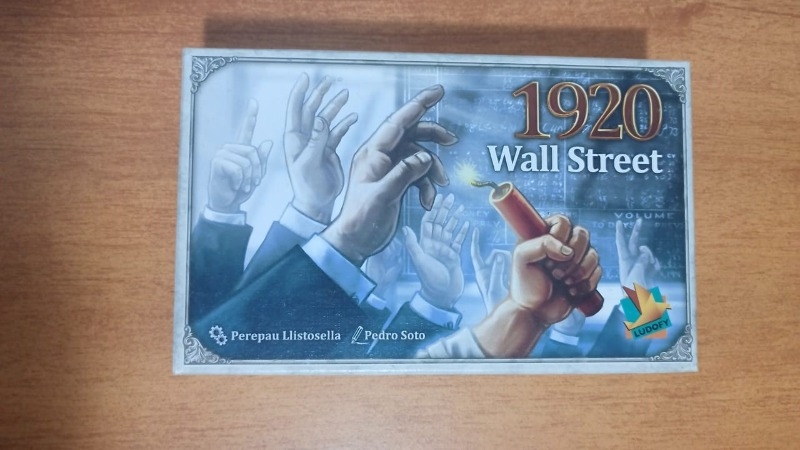 1920
Wall Street
VOLUME
Perepau Llistosella
Pedro Soto
LUDOFY